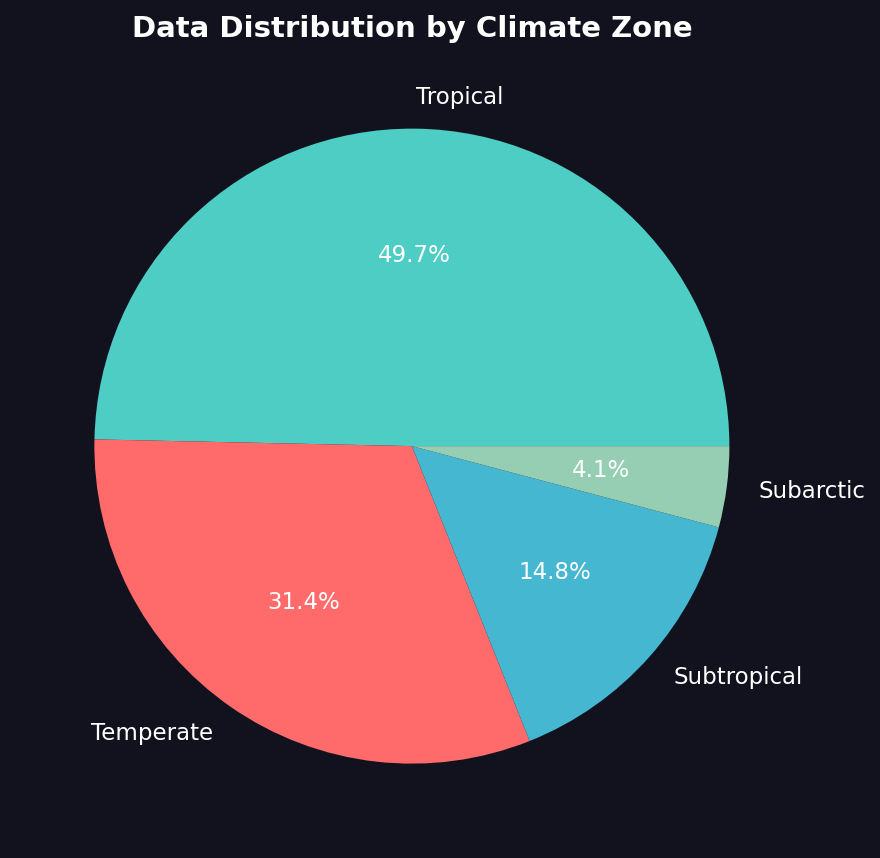 Data Distribution by Climate Zone
Tropical
49.7%
4.1%
Subarctic
14.8%
31.4%
Subtropical
Temperate